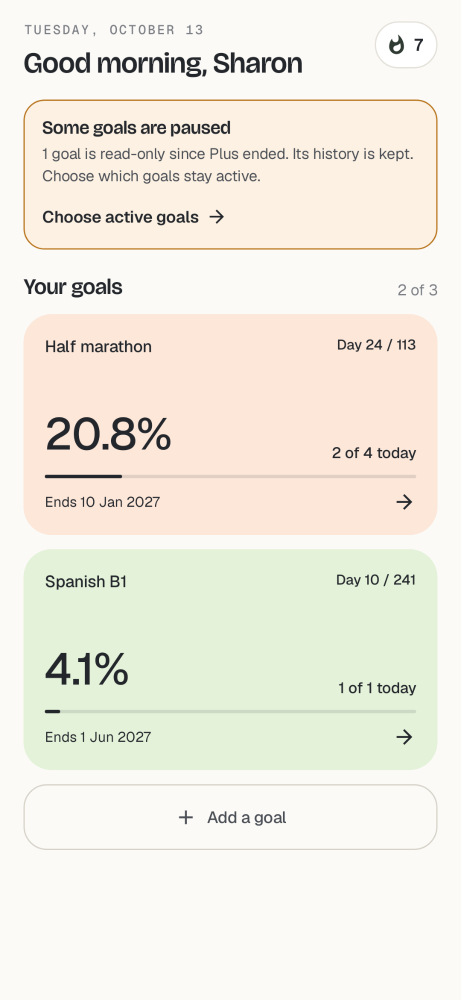 TUESDAY, OCTOBER 13
Good morning, Sharon
7
Some goals are paused
1 goal is read-only since Plus ended. Its history is kept.
Choose which goals stay active.
Choose active goals
Your goals
2 of 3
Half marathon
Day 24 / 113
20.8%
2 of 4 today
Ends 10 Jan 2027
Spanish B1
Day 10 / 241
4.1%
1 of 1 today
Ends 1 Jun 2027
Add a goal